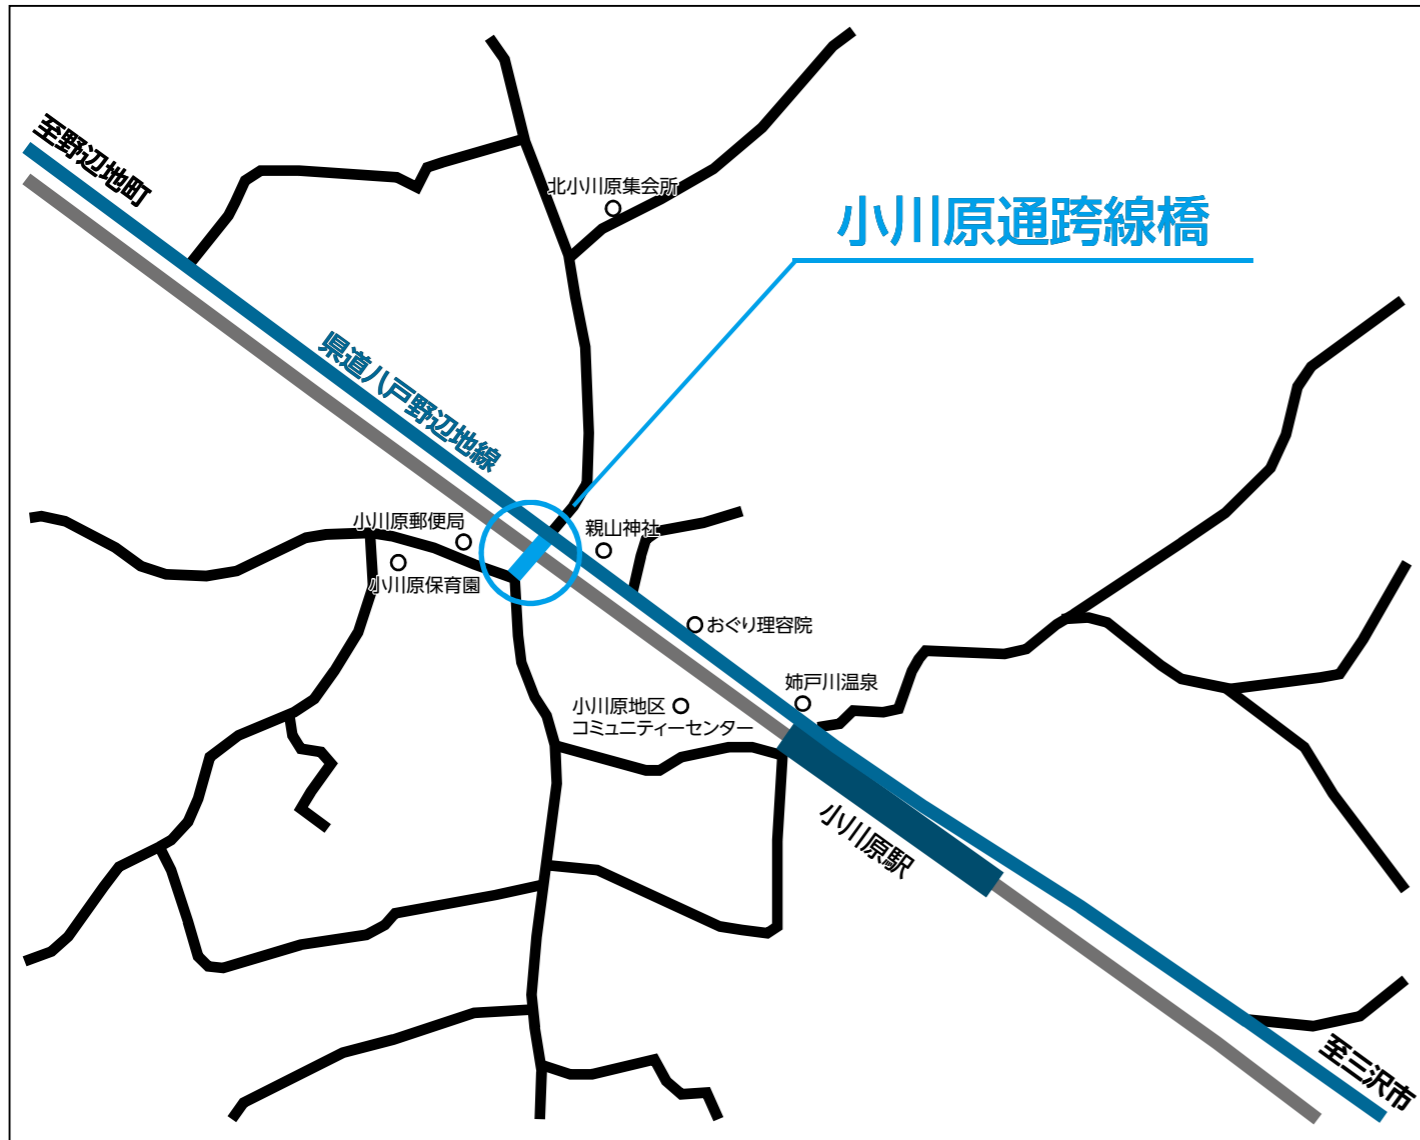 至野辺地町
北小川原集会所
小川原通跨線橋
県道八戸野辺地線
小川原郵便局
親山神社
小川原保育園
おぐり理容院
姉戸川温泉
小川原地区
コミュニティーセンター
小川原駅
至三沢市